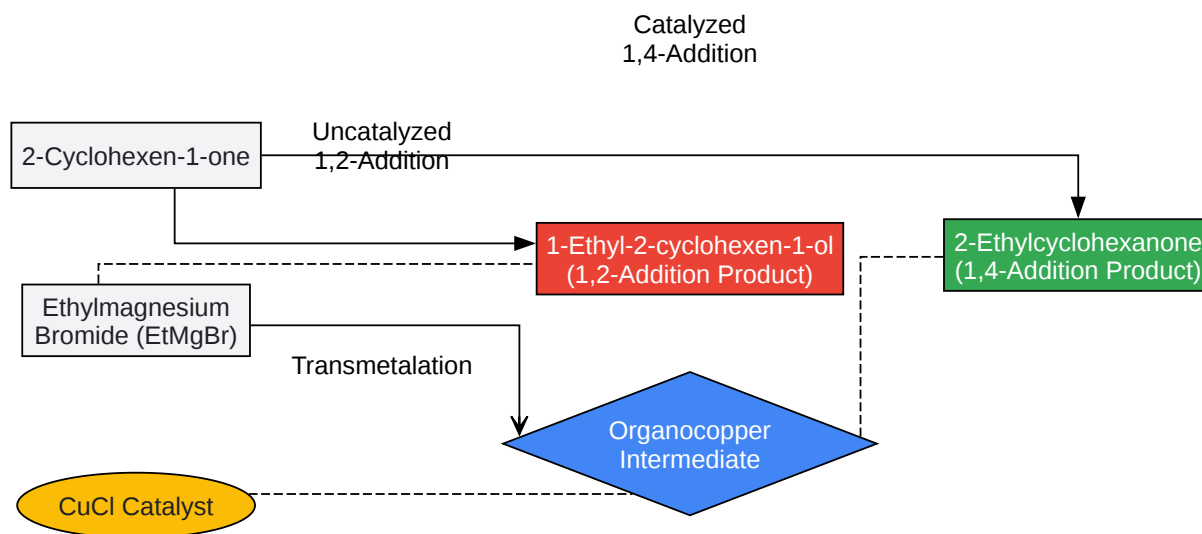 Catalyzed
1,4-Addition
Uncatalyzed
1,2-Addition
2-Cyclohexen-1-one
1-Ethyl-2-cyclohexen-1-ol
(1,2-Addition Product)
2-Ethylcyclohexanone
(1,4-Addition Product)
Ethylmagnesium
Bromide (EtMgBr)
Transmetalation
Organocopper
Intermediate
CuCl Catalyst